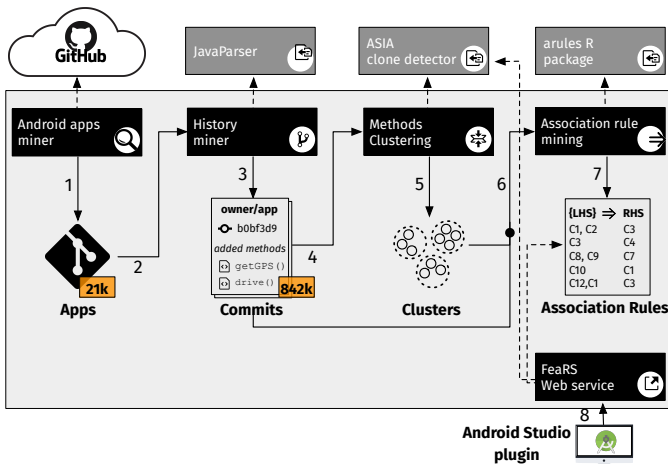 GitHub
JavaParser
ASIA
clone detector
arules R
package
Android apps
miner
History
miner
Methods
Clustering
Association rule
mining
1
2
3
4
5
6
7
owner/app
b0bf3d9
added methods
getGPS()
drive()
{LHS} ⇒ RHS
C1, C2 C3
C3 C4
C8, C9 C7
C10 C1
C12,C1 C3
21k
842k
Apps
Commits
Clusters
Association Rules
FeaRS
Web service
8
Android Studio
plugin